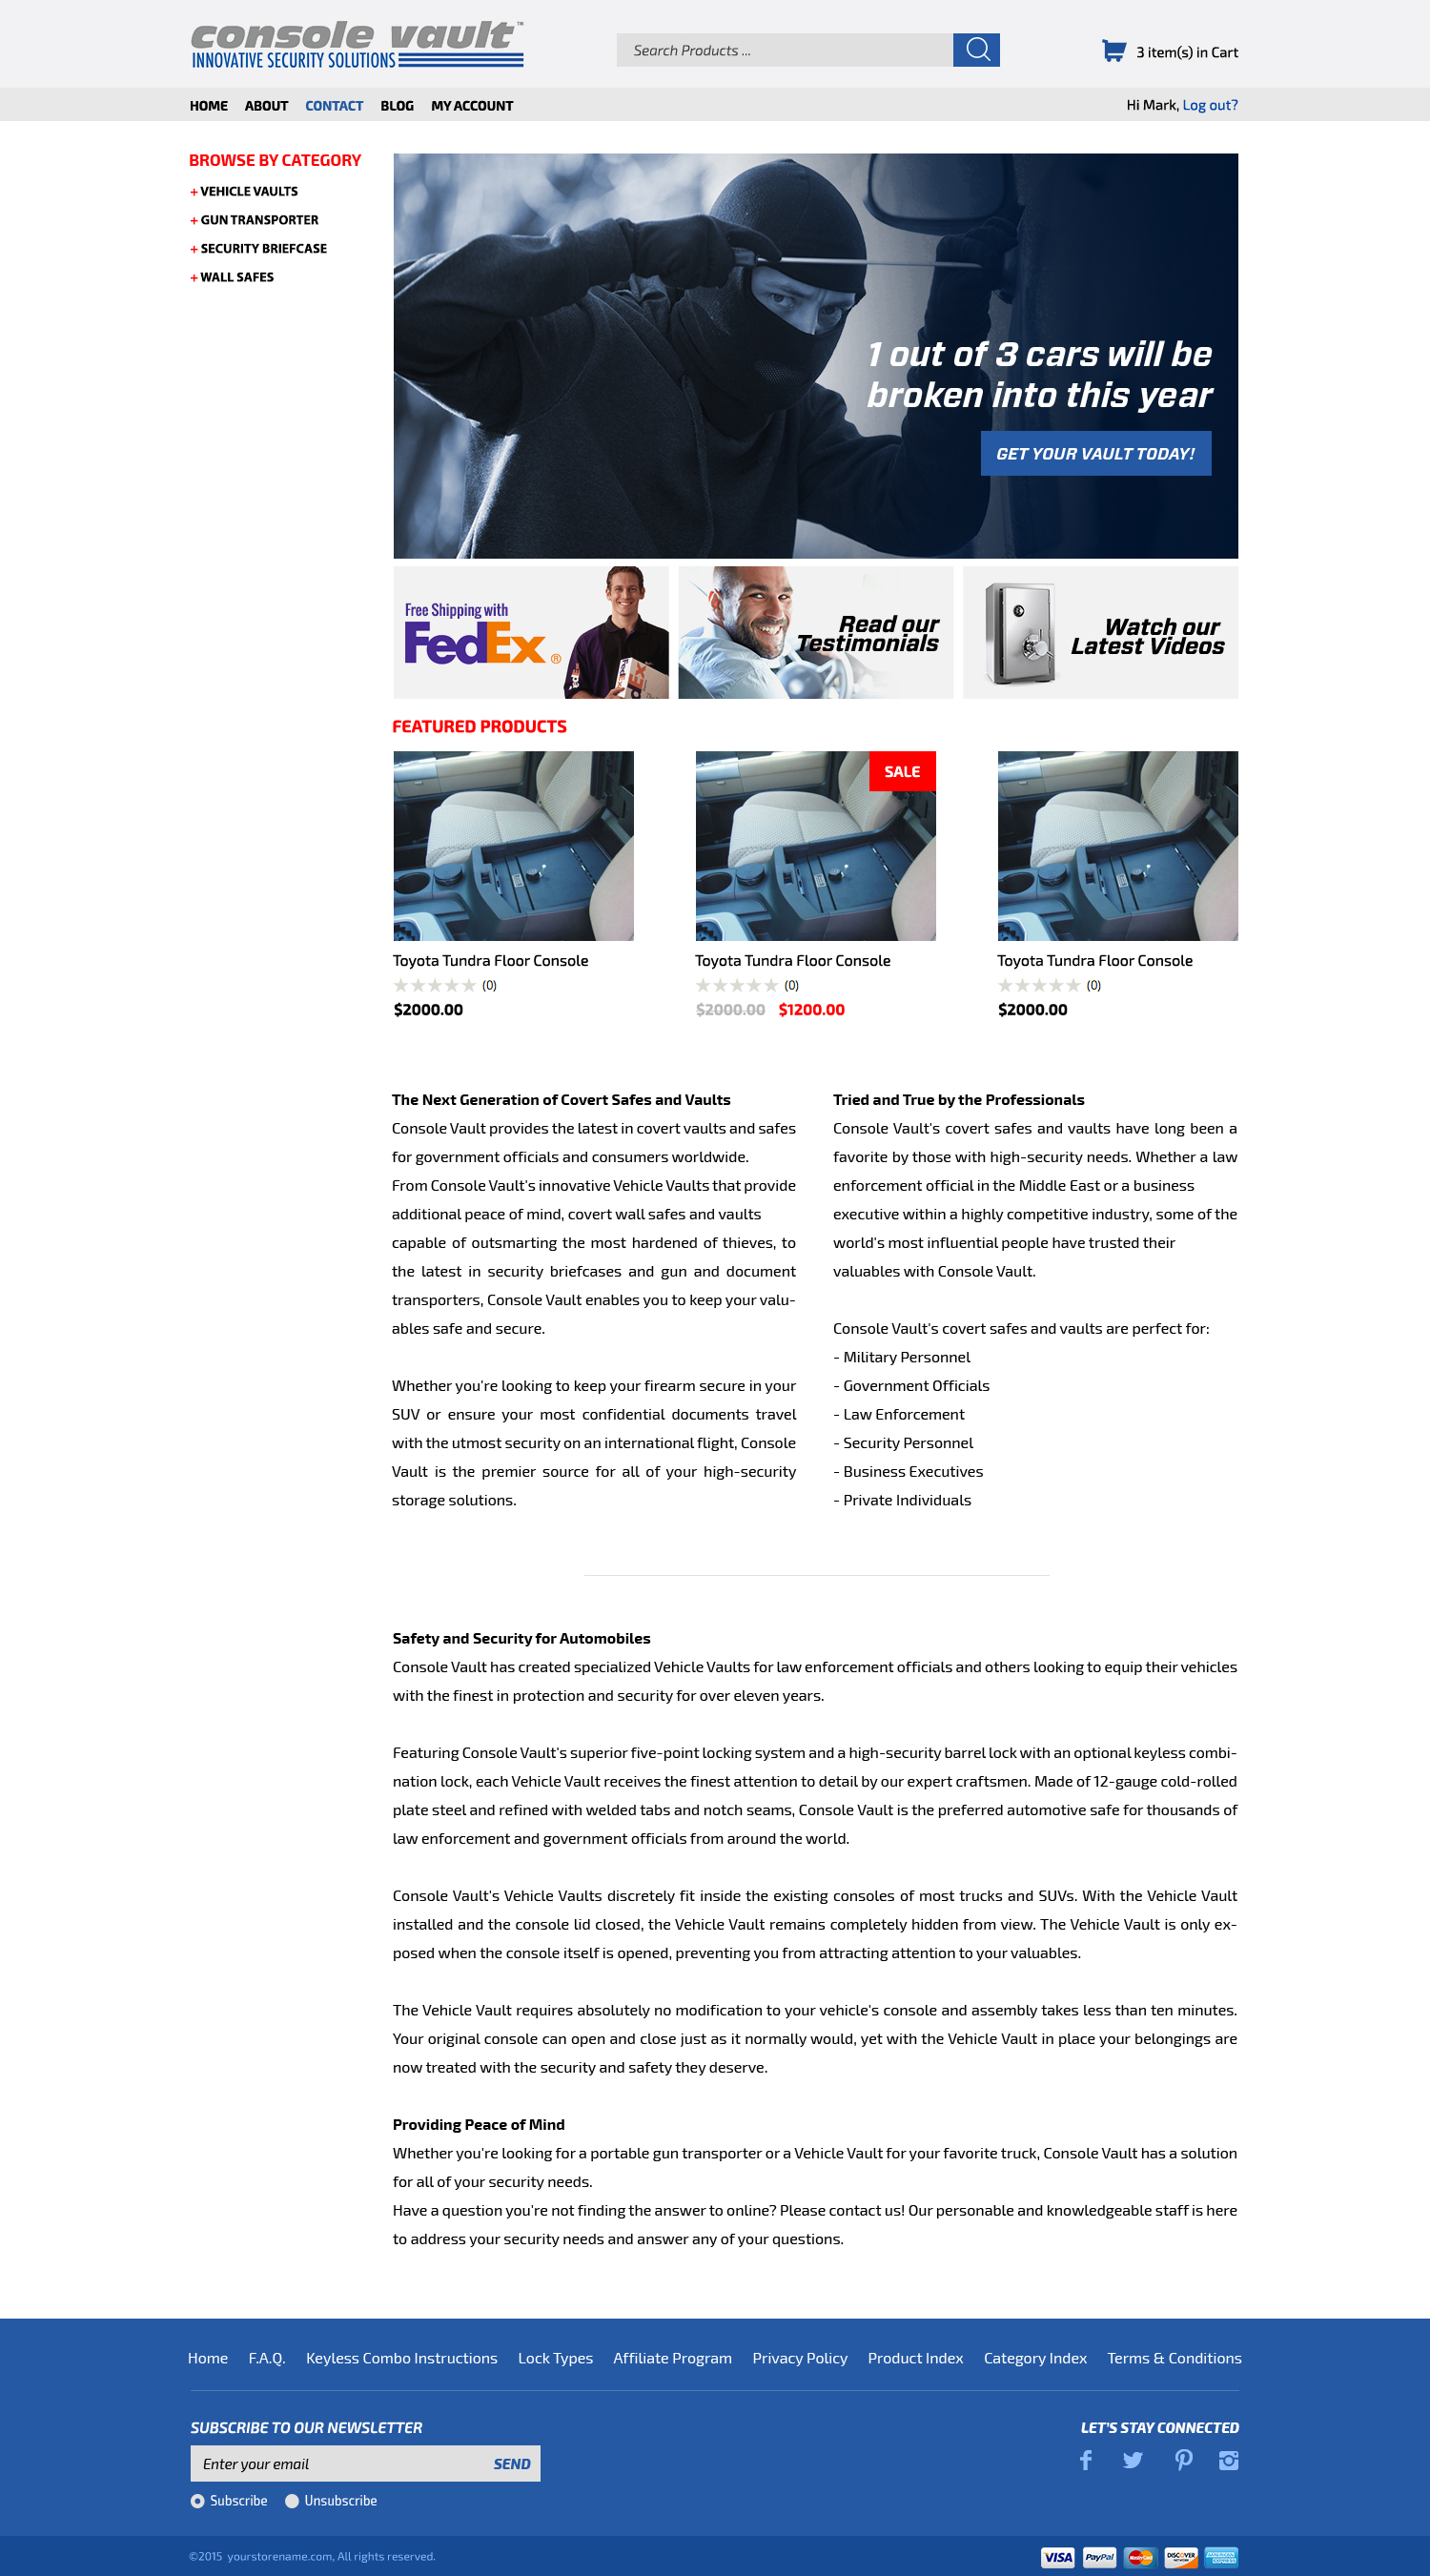 console vault™
INNOVATIVE SECURITY SOLUTIONS
Search Products ...
3 item(s) in Cart
HOME ABOUT CONTACT BLOG MY ACCOUNT
Hi Mark, Log out?
BROWSE BY CATEGORY
+ VEHICLE VAULTS
+ GUN TRANSPORTER
+ SECURITY BRIEFCASE
+ WALL SAFES
1 out of 3 cars will be
broken into this year
GET YOUR VAULT TODAY!
Free Shipping with
FedEx®
Read our
Testimonials
Watch our
Latest Videos
FEATURED PRODUCTS
SALE
Toyota Tundra Floor Console
(0)
$2000.00
Toyota Tundra Floor Console
(0)
$2000.00 $1200.00
Toyota Tundra Floor Console
(0)
$2000.00
The Next Generation of Covert Safes and Vaults
Console Vault provides the latest in covert vaults and safes
for government officials and consumers worldwide.
From Console Vault's innovative Vehicle Vaults that provide
additional peace of mind, covert wall safes and vaults
capable of outsmarting the most hardened of thieves, to
the latest in security briefcases and gun and document
transporters, Console Vault enables you to keep your valu-
ables safe and secure.
Whether you're looking to keep your firearm secure in your
SUV or ensure your most confidential documents travel
with the utmost security on an international flight, Console
Vault is the premier source for all of your high-security
storage solutions.
Tried and True by the Professionals
Console Vault's covert safes and vaults have long been a
favorite by those with high-security needs. Whether a law
enforcement official in the Middle East or a business
executive within a highly competitive industry, some of the
world's most influential people have trusted their
valuables with Console Vault.
Console Vault's covert safes and vaults are perfect for:
- Military Personnel
- Government Officials
- Law Enforcement
- Security Personnel
- Business Executives
- Private Individuals
Safety and Security for Automobiles
Console Vault has created specialized Vehicle Vaults for law enforcement officials and others looking to equip their vehicles
with the finest in protection and security for over eleven years.
Featuring Console Vault's superior five-point locking system and a high-security barrel lock with an optional keyless combi-
nation lock, each Vehicle Vault receives the finest attention to detail by our expert craftsmen. Made of 12-gauge cold-rolled
plate steel and refined with welded tabs and notch seams, Console Vault is the preferred automotive safe for thousands of
law enforcement and government officials from around the world.
Console Vault's Vehicle Vaults discretely fit inside the existing consoles of most trucks and SUVs. With the Vehicle Vault
installed and the console lid closed, the Vehicle Vault remains completely hidden from view. The Vehicle Vault is only ex-
posed when the console itself is opened, preventing you from attracting attention to your valuables.
The Vehicle Vault requires absolutely no modification to your vehicle's console and assembly takes less than ten minutes.
Your original console can open and close just as it normally would, yet with the Vehicle Vault in place your belongings are
now treated with the security and safety they deserve.
Providing Peace of Mind
Whether you're looking for a portable gun transporter or a Vehicle Vault for your favorite truck, Console Vault has a solution
for all of your security needs.
Have a question you're not finding the answer to online? Please contact us! Our personable and knowledgeable staff is here
to address your security needs and answer any of your questions.
Home F.A.Q. Keyless Combo Instructions Lock Types Affiliate Program Privacy Policy Product Index Category Index Terms & Conditions
SUBSCRIBE TO OUR NEWSLETTER
LET'S STAY CONNECTED
Enter your email SEND
Subscribe Unsubscribe
©2015 yourstorename.com, All rights reserved.
VISA PayPal MasterCard DISCOVER AMERICAN EXPRESS